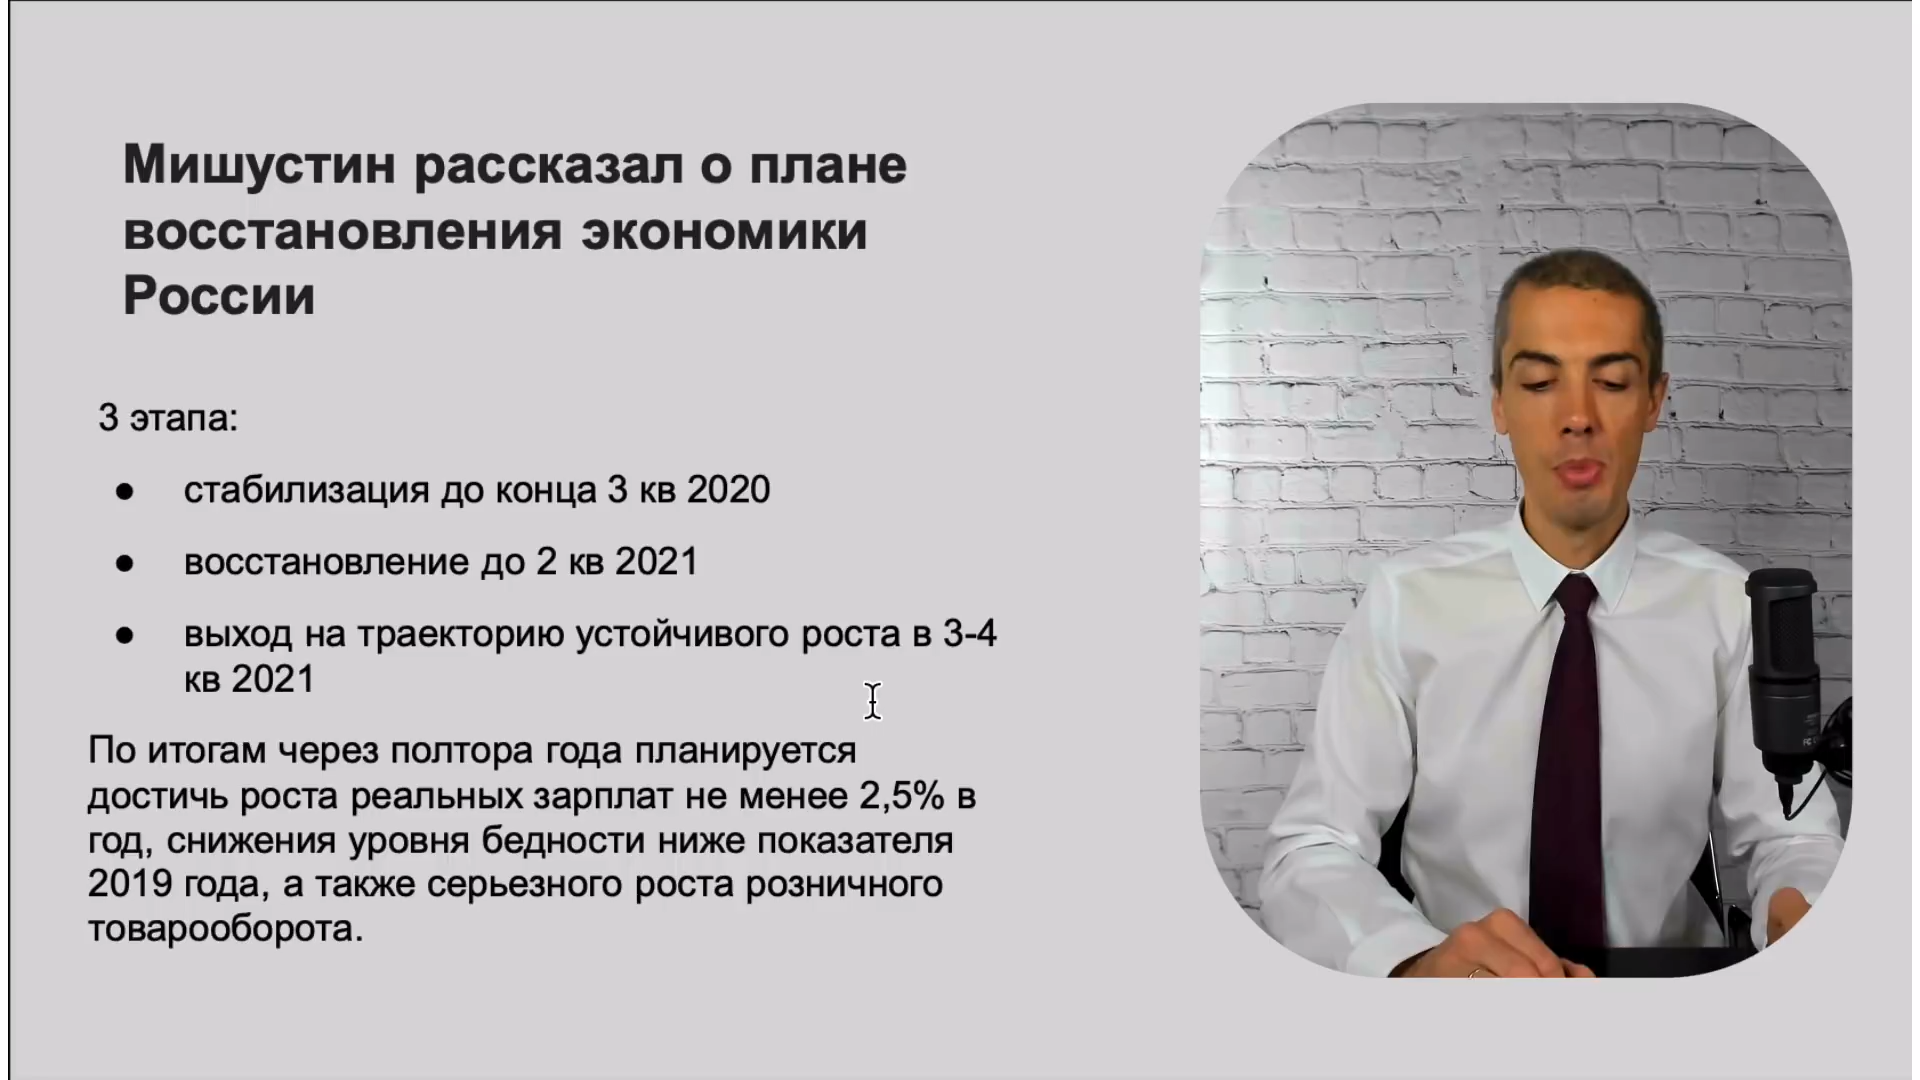 Мишустин рассказал о плане
восстановления экономики
России
3 этапа:
● стабилизация до конца 3 кв 2020
● восстановление до 2 кв 2021
● выход на траекторию устойчивого роста в 3-4
кв 2021
По итогам через полтора года планируется
достичь роста реальных зарплат не менее 2,5% в
год, снижения уровня бедности ниже показателя
2019 года, а также серьезного роста розничного
товарооборота.